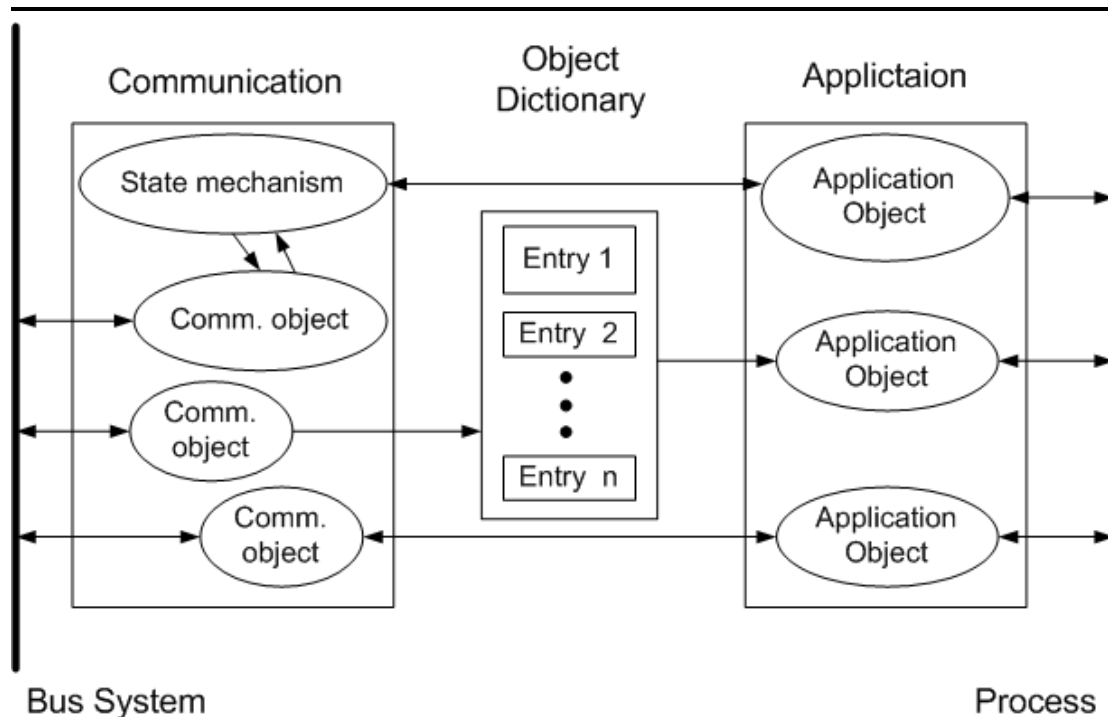 Communication
Object
Dictionary
Applictaion
State mechanism
Comm. object
Comm.
object
Comm.
object
Entry 1
Entry 2
Entry n
Application
Object
Application
Object
Application
Object
Bus System
Process